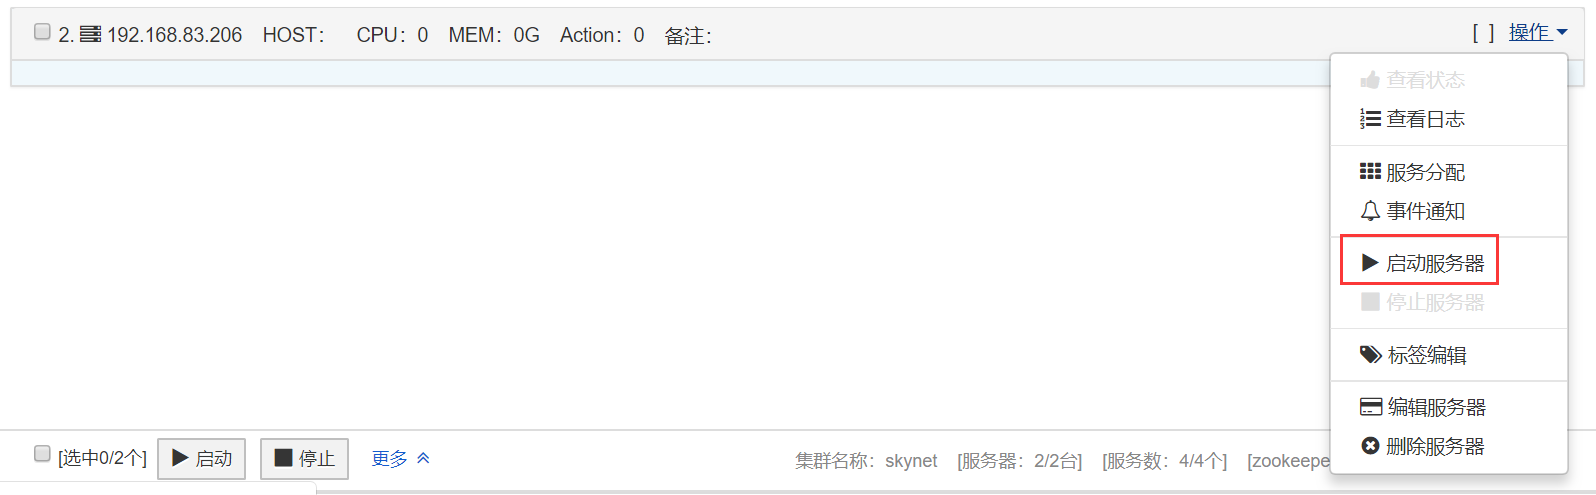 2. 192.168.83.206 HOST： CPU：0 MEM：0G Action：0 备注： [ ] 操作
查看状态
查看日志
服务分配
事件通知
启动服务器
停止服务器
标签编辑
编辑服务器
删除服务器
[选中0/2个] 启动 停止 更多 集群名称：skynet [服务器：2/2台] [服务数：4/4个] [zookeepe